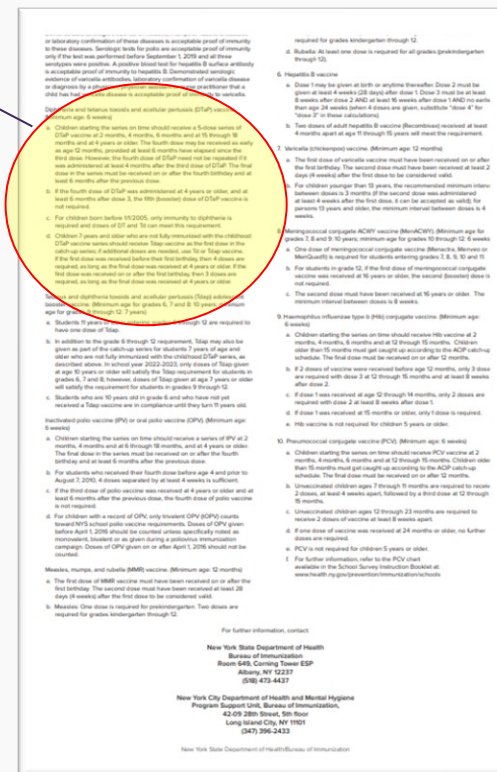 or laboratory confirmation of these diseases is acceptable proof of immunity
to these diseases. Serologic tests for polio are acceptable proof of immunity
only if the test was performed before September 1, 2019 and all three
serotypes were positive. A positive blood test for hepatitis B surface antibody
is acceptable proof of immunity to hepatitis B. Demonstrated serologic
evidence of varicella antibodies, laboratory confirmation of varicella disease
or diagnosis by a physician, physician assistant or nurse practitioner that a
child has had varicella disease is acceptable proof of immunity to varicella.
Diphtheria and tetanus toxoids and acellular pertussis (DTaP) vaccine
(Minimum age: 6 weeks)
a. Children starting the series on time should receive a 5-dose series of
DTaP vaccine at 2 months, 4 months, 6 months and at 15 through 18
months and at 4 years or older. The fourth dose may be received as early
as age 12 months, provided at least 6 months have elapsed since the
third dose. However, the fourth dose of DTaP need not be repeated if it
was administered at least 4 months after the third dose of DTaP. The final
dose in the series must be received on or after the fourth birthday and at
least 6 months after the previous dose.
b. If the fourth dose of DTaP was administered at 4 years or older, and at
least 6 months after dose 3, the fifth (booster) dose of DTaP vaccine is
not required.
c. For children born before 1/1/2005, only immunity to diphtheria is
required and doses of DT and Td can meet this requirement.
d. Children 7 years and older who are not fully immunized with the childhood
DTaP vaccine series should receive Tdap vaccine as the first dose in the
catch-up series; if additional doses are needed, use Td or Tdap vaccine.
If the first dose was received before their first birthday, then 4 doses are
required, as long as the final dose was received at 4 years or older. If the
first dose was received on or after the first birthday, then 3 doses are
required, as long as the final dose was received at 4 years or older.
Tetanus and diphtheria toxoids and acellular pertussis (Tdap) adolescent
booster vaccine (Minimum age for grades 6, 7 and 8: 10 years; minimum
age for grades 9 through 12: 7 years)
a. Students 11 years or older entering grades 6 through 12 are required to
have one dose of Tdap.
b. In addition to the grade 6 through 12 requirement, Tdap may also be
given as part of the catch-up series for students 7 years of age and
older who are not fully immunized with the childhood DTaP series, as
described above. In school year 2022-2023, only doses of Tdap given
at age 10 years or older will satisfy the Tdap requirement for students in
grades 6, 7 and 8; however, doses of Tdap given at age 7 years or older
will satisfy the requirement for students in grades 9 through 12.
c. Students who are 10 years old in grade 6 and who have not yet
received a Tdap vaccine are in compliance until they turn 11 years old.
Inactivated polio vaccine (IPV) or oral polio vaccine (OPV). (Minimum age:
6 weeks)
a. Children starting the series on time should receive a series of IPV at 2
months, 4 months and at 6 through 18 months, and at 4 years or older.
The final dose in the series must be received on or after the fourth
birthday and at least 6 months after the previous dose.
b. For students who received their fourth dose before age 4 and prior to
August 7, 2010, 4 doses separated by at least 4 weeks is sufficient.
c. If the third dose of polio vaccine was received at 4 years or older and at
least 6 months after the previous dose, the fourth dose of polio vaccine
is not required.
d. For children with a record of OPV, only trivalent OPV (tOPV) counts
toward NYS school polio vaccine requirements. Doses of OPV given
before April 1, 2016 should be counted unless specifically noted as
monovalent, bivalent or as given during a poliovirus immunization
campaign. Doses of OPV given on or after April 1, 2016 should not be
counted.
Measles, mumps, and rubella (MMR) vaccine. (Minimum age: 12 months)
a. The first dose of MMR vaccine must have been received on or after the
first birthday. The second dose must have been received at least 28
days (4 weeks) after the first dose to be considered valid.
b. Measles: One dose is required for prekindergarten. Two doses are
required for grades kindergarten through 12.
required for grades kindergarten through 12.
d. Rubella: At least one dose is required for all grades (prekindergarten
through 12).
6. Hepatitis B vaccine
a. Dose 1 may be given at birth or anytime thereafter. Dose 2 must be
given at least 4 weeks (28 days) after dose 1. Dose 3 must be at least
8 weeks after dose 2 AND at least 16 weeks after dose 1 AND no earlier
than age 24 weeks (when 4 doses are given, substitute "dose 4" for
"dose 3" in these calculations).
b. Two doses of adult hepatitis B vaccine (Recombivax) received at least
4 months apart at age 11 through 15 years will meet the requirement.
7. Varicella (chickenpox) vaccine. (Minimum age: 12 months)
a. The first dose of varicella vaccine must have been received on or after
the first birthday. The second dose must have been received at least 28
days (4 weeks) after the first dose to be considered valid.
b. For children younger than 13 years, the recommended minimum interval
between doses is 3 months (if the second dose was administered
at least 4 weeks after the first dose, it can be accepted as valid); for
persons 13 years and older, the minimum interval between doses is 4
weeks.
8. Meningococcal conjugate ACWY vaccine (MenACWY). (Minimum age for
grades 7, 8 and 9: 10 years; minimum age for grades 10 through 12: 6 weeks)
a. One dose of meningococcal conjugate vaccine (Menactra, Menveo or
MenQuadfi) is required for students entering grades 7, 8, 9, 10 and 11.
b. For students in grade 12, if the first dose of meningococcal conjugate
vaccine was received at 16 years or older, the second (booster) dose is
not required.
c. The second dose must have been received at 16 years or older. The
minimum interval between doses is 8 weeks.
9. Haemophilus influenzae type b (Hib) conjugate vaccine. (Minimum age:
6 weeks)
a. Children starting the series on time should receive Hib vaccine at 2
months, 4 months, 6 months and at 12 through 15 months. Children
older than 15 months must get caught up according to the ACIP catch-up
schedule. The final dose must be received on or after 12 months.
b. If 2 doses of vaccine were received before age 12 months, only 3 doses
are required with dose 3 at 12 through 15 months and at least 8 weeks
after dose 2.
c. If dose 1 was received at age 12 through 14 months, only 2 doses are
required with dose 2 at least 8 weeks after dose 1.
d. If dose 1 was received at 15 months or older, only 1 dose is required.
e. Hib vaccine is not required for children 5 years or older.
10. Pneumococcal conjugate vaccine (PCV). (Minimum age: 6 weeks)
a. Children starting the series on time should receive PCV vaccine at 2
months, 4 months, 6 months and at 12 through 15 months. Children older
than 15 months must get caught up according to the ACIP catch-up
schedule. The final dose must be received on or after 12 months.
b. Unvaccinated children ages 7 through 11 months are required to receive
2 doses, at least 4 weeks apart, followed by a third dose at 12 through
15 months.
c. Unvaccinated children ages 12 through 23 months are required to
receive 2 doses of vaccine at least 8 weeks apart.
d. If one dose of vaccine was received at 24 months or older, no further
doses are required.
e. PCV is not required for children 5 years or older.
f. For further information, refer to the PCV chart
available in the School Survey Instruction Booklet at:
www.health.ny.gov/prevention/immunization/schools
For further information, contact:
New York State Department of Health
Bureau of Immunization
Room 649, Corning Tower ESP
Albany, NY 12237
(518) 473-4437
New York City Department of Health and Mental Hygiene
Program Support Unit, Bureau of Immunization,
42-09 28th Street, 5th floor
Long Island City, NY 11101
(347) 396-2433
New York State Department of Health/Bureau of Immunization